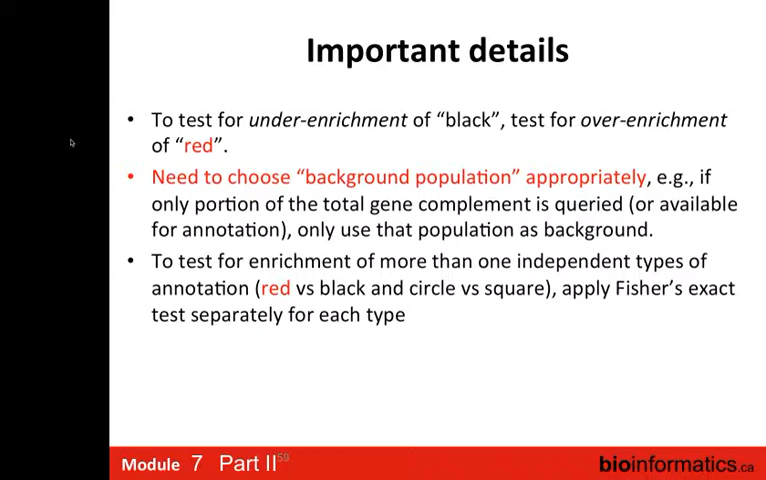 Important details
• To test for under-enrichment of “black”, test for over-enrichment
of “red”.
• Need to choose “background population” appropriately, e.g., if
only portion of the total gene complement is queried (or available
for annotation), only use that population as background.
• To test for enrichment of more than one independent types of
annotation (red vs black and circle vs square), apply Fisher’s exact
test separately for each type
Module 7 Part II 59
bioinformatics.ca